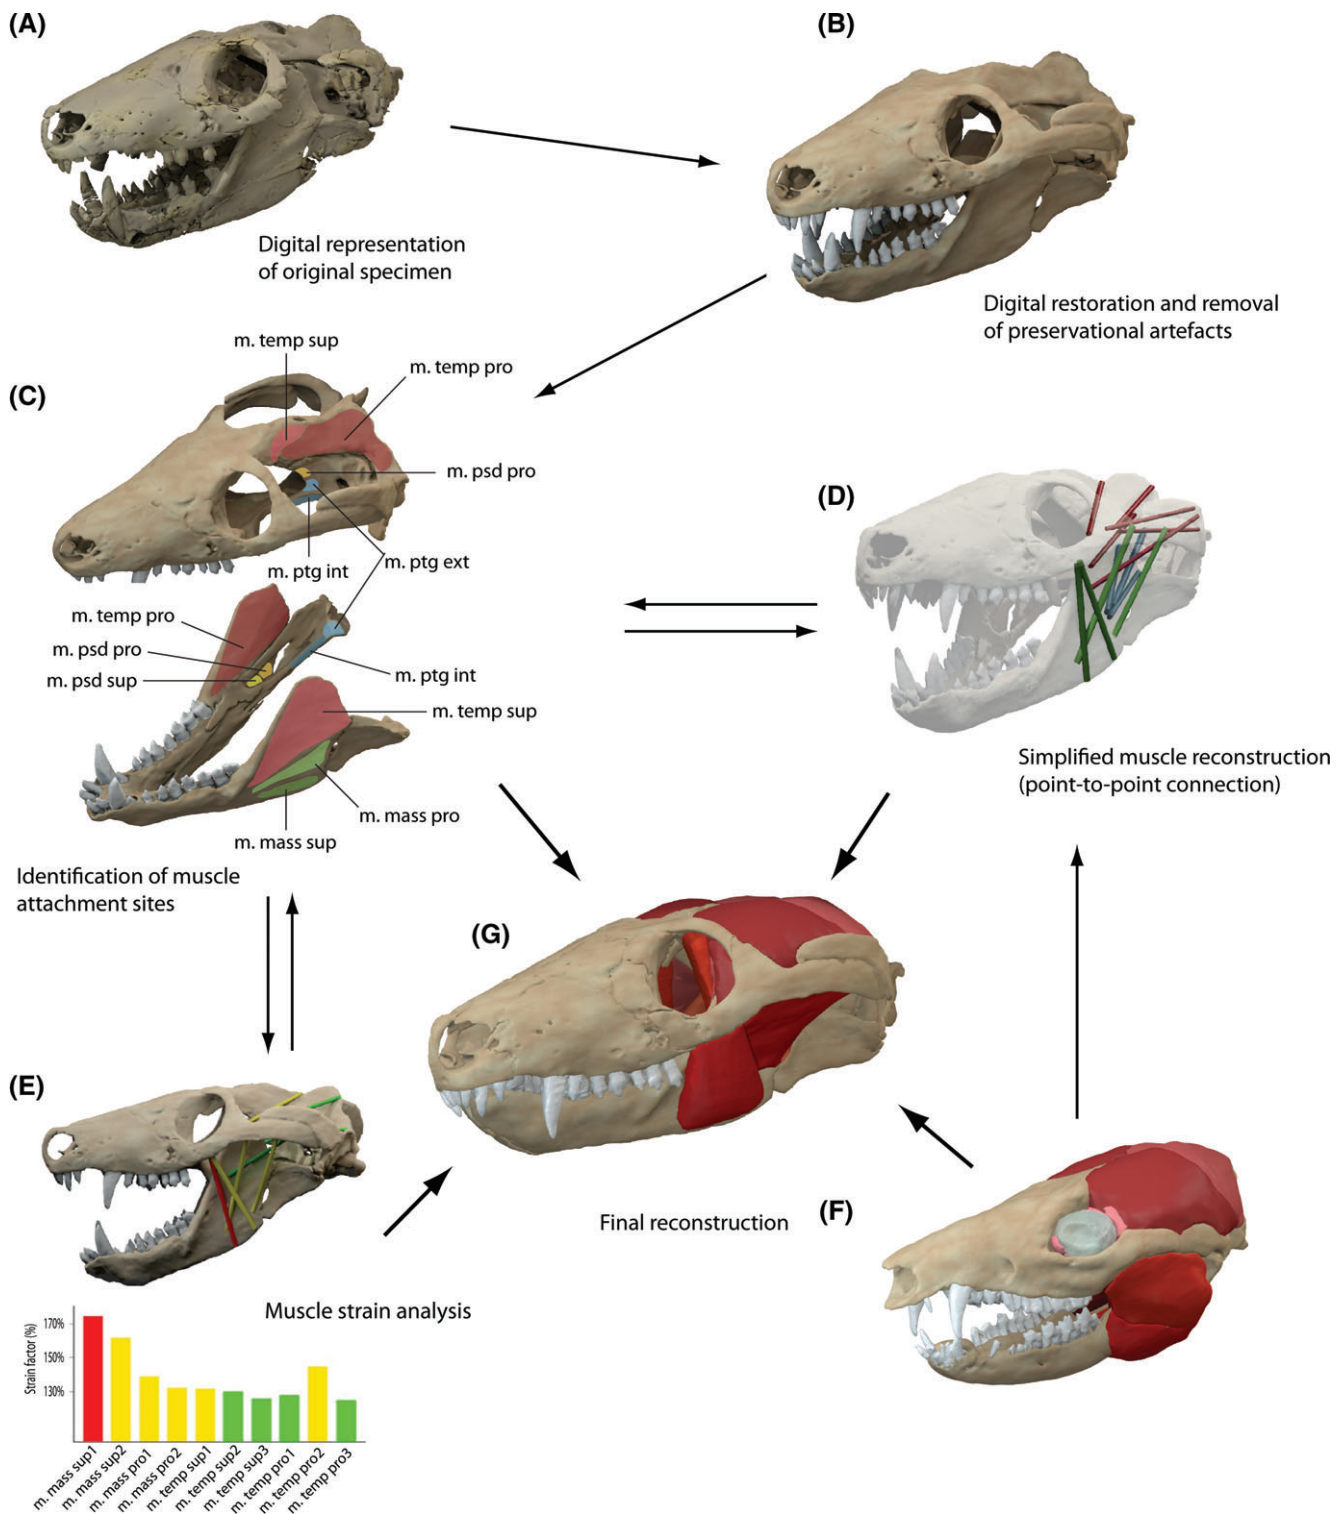 (A)
(B)
Digital representation
of original specimen
Digital restoration and removal
of preservational artefacts
(C)
m. temp sup
m. temp pro
m. psd pro
m. ptg int
m. ptg ext
m. temp pro
m. psd pro
m. psd sup
m. ptg int
m. temp sup
m. mass pro
m. mass sup
Identification of muscle
attachment sites
(D)
Simplified muscle reconstruction
(point-to-point connection)
(G)
Final reconstruction
(E)
Muscle strain analysis
Strain factor (%)
170%
150%
130%
m. mass sup1
m. mass sup2
m. mass pro1
m. mass pro2
m. temp sup1
m. temp sup2
m. temp sup3
m. temp pro1
m. temp pro2
m. temp pro3
(F)